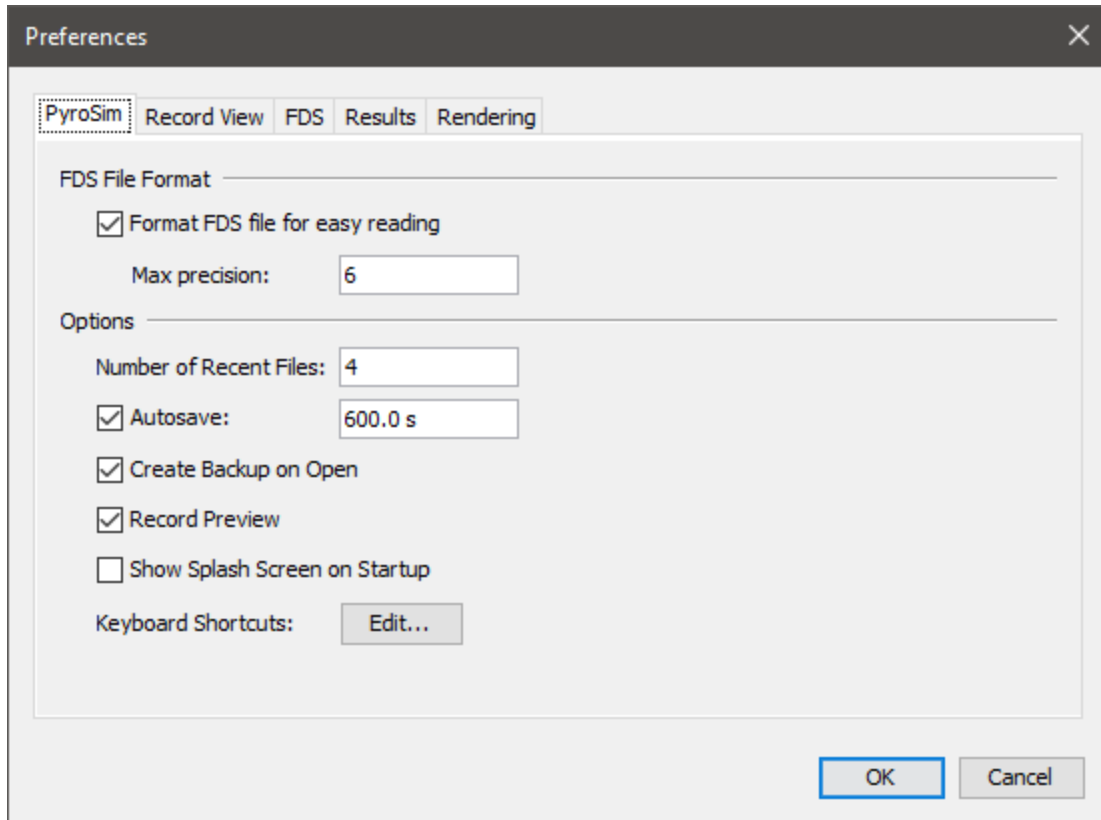 Preferences
PyroSim Record View FDS Results Rendering
FDS File Format
Format FDS file for easy reading
Max precision: 6
Options
Number of Recent Files: 4
Autosave: 600.0 s
Create Backup on Open
Record Preview
Show Splash Screen on Startup
Keyboard Shortcuts: Edit...
OK Cancel